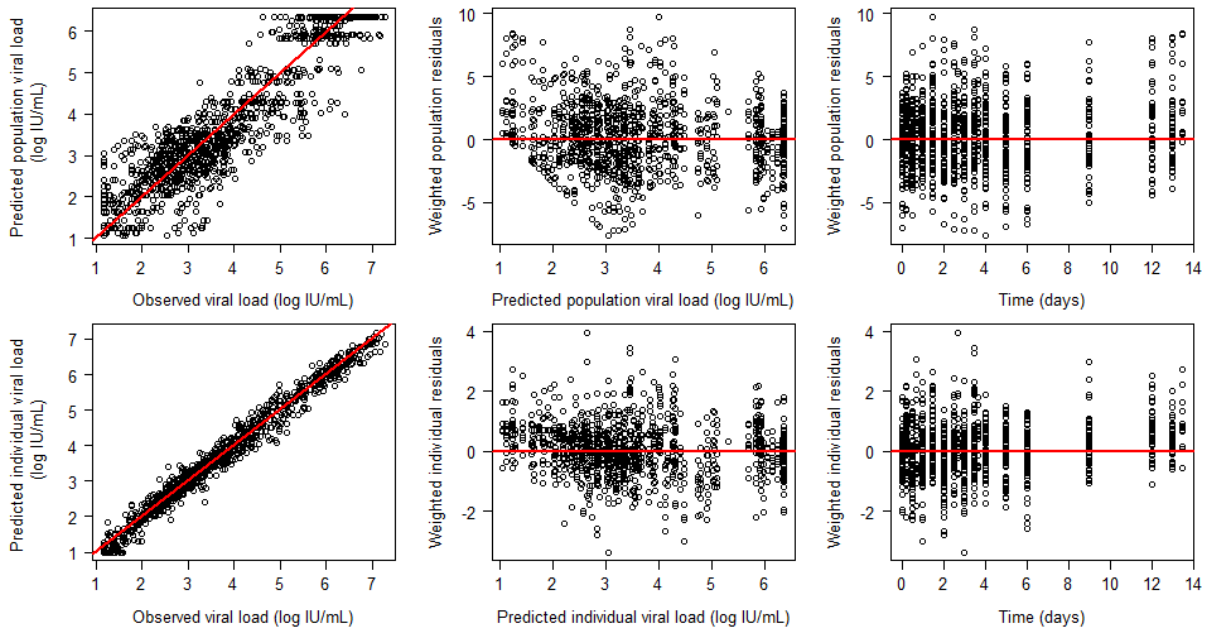 Predicted population viral load
(log IU/mL)
6
5
4
3
2
1
1 2 3 4 5 6 7
Observed viral load (log IU/mL)
Weighted population residuals
10
5
0
-5
1 2 3 4 5 6
Predicted population viral load (log IU/mL)
Weighted population residuals
10
5
0
-5
0 2 4 6 8 10 12 14
Time (days)
Predicted individual viral load
(log IU/mL)
7
6
5
4
3
2
1
1 2 3 4 5 6 7
Observed viral load (log IU/mL)
Weighted individual residuals
4
2
0
-2
1 2 3 4 5 6
Predicted individual viral load (log IU/mL)
Weighted individual residuals
4
2
0
-2
0 2 4 6 8 10 12 14
Time (days)